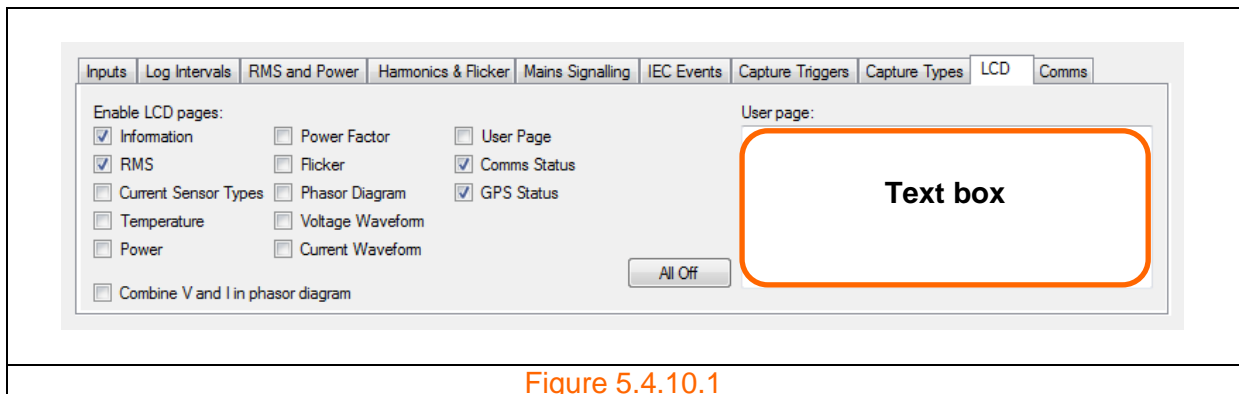 Inputs Log Intervals RMS and Power Harmonics & Flicker Mains Signalling IEC Events Capture Triggers Capture Types LCD Comms
Enable LCD pages:
Information
RMS
Current Sensor Types
Temperature
Power
Power Factor
Flicker
Phasor Diagram
Voltage Waveform
Current Waveform
User Page
Comms Status
GPS Status
Combine V and I in phasor diagram
All Off
User page:
Text box
Figure 5.4.10.1